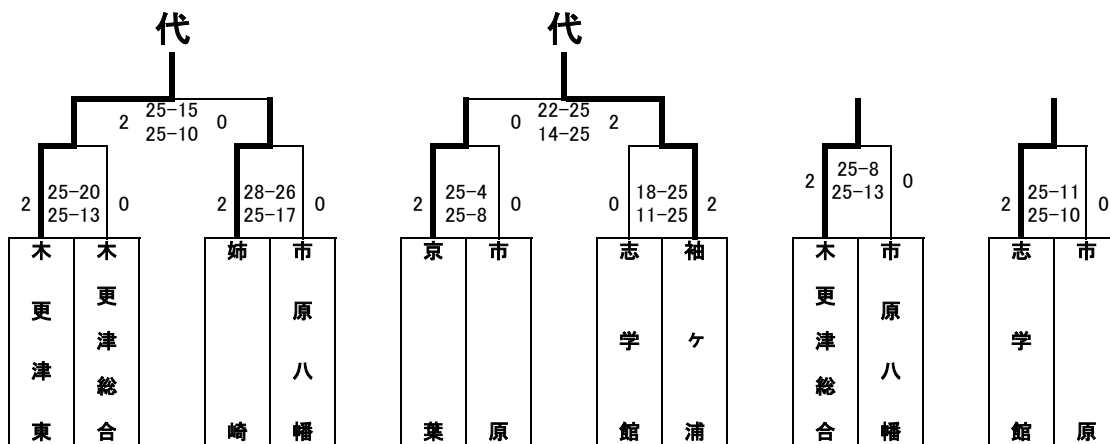 代 代
25-15 22-25
2 0 0 2
25-10 14-25
25-20 28-26 25-4 18-25 25-8 25-11
2 0 2 0 2 0 0 2 2 0 2 0
25-13 25-17 25-8 11-25 25-13 25-10
木更津東
木更津総合
姉崎
市原八幡
京葉
市原
志学館
袖ケ浦
木更津総合
市原八幡
志学館
市原